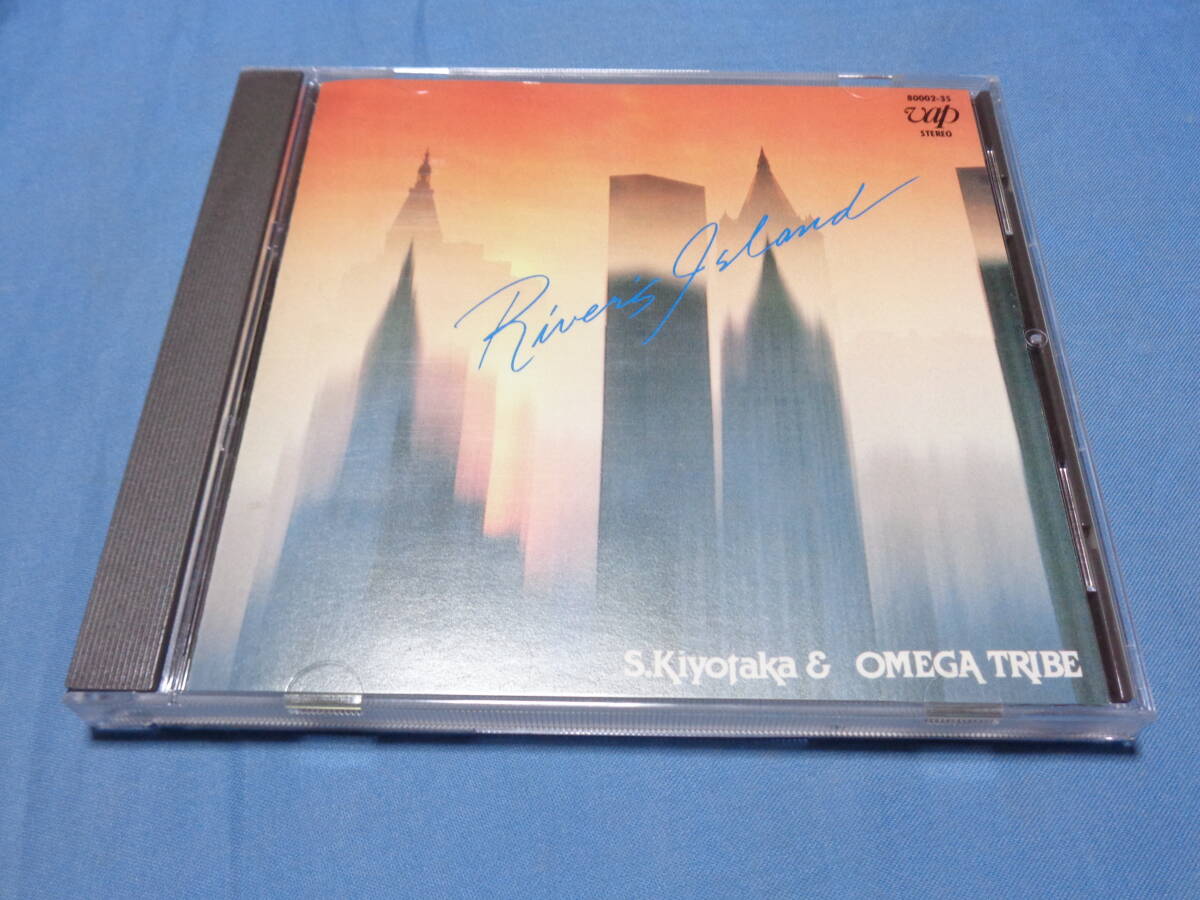 80002-35
vap
STEREO
River's Island
S.Kiyotaka & OMEGA TRIBE